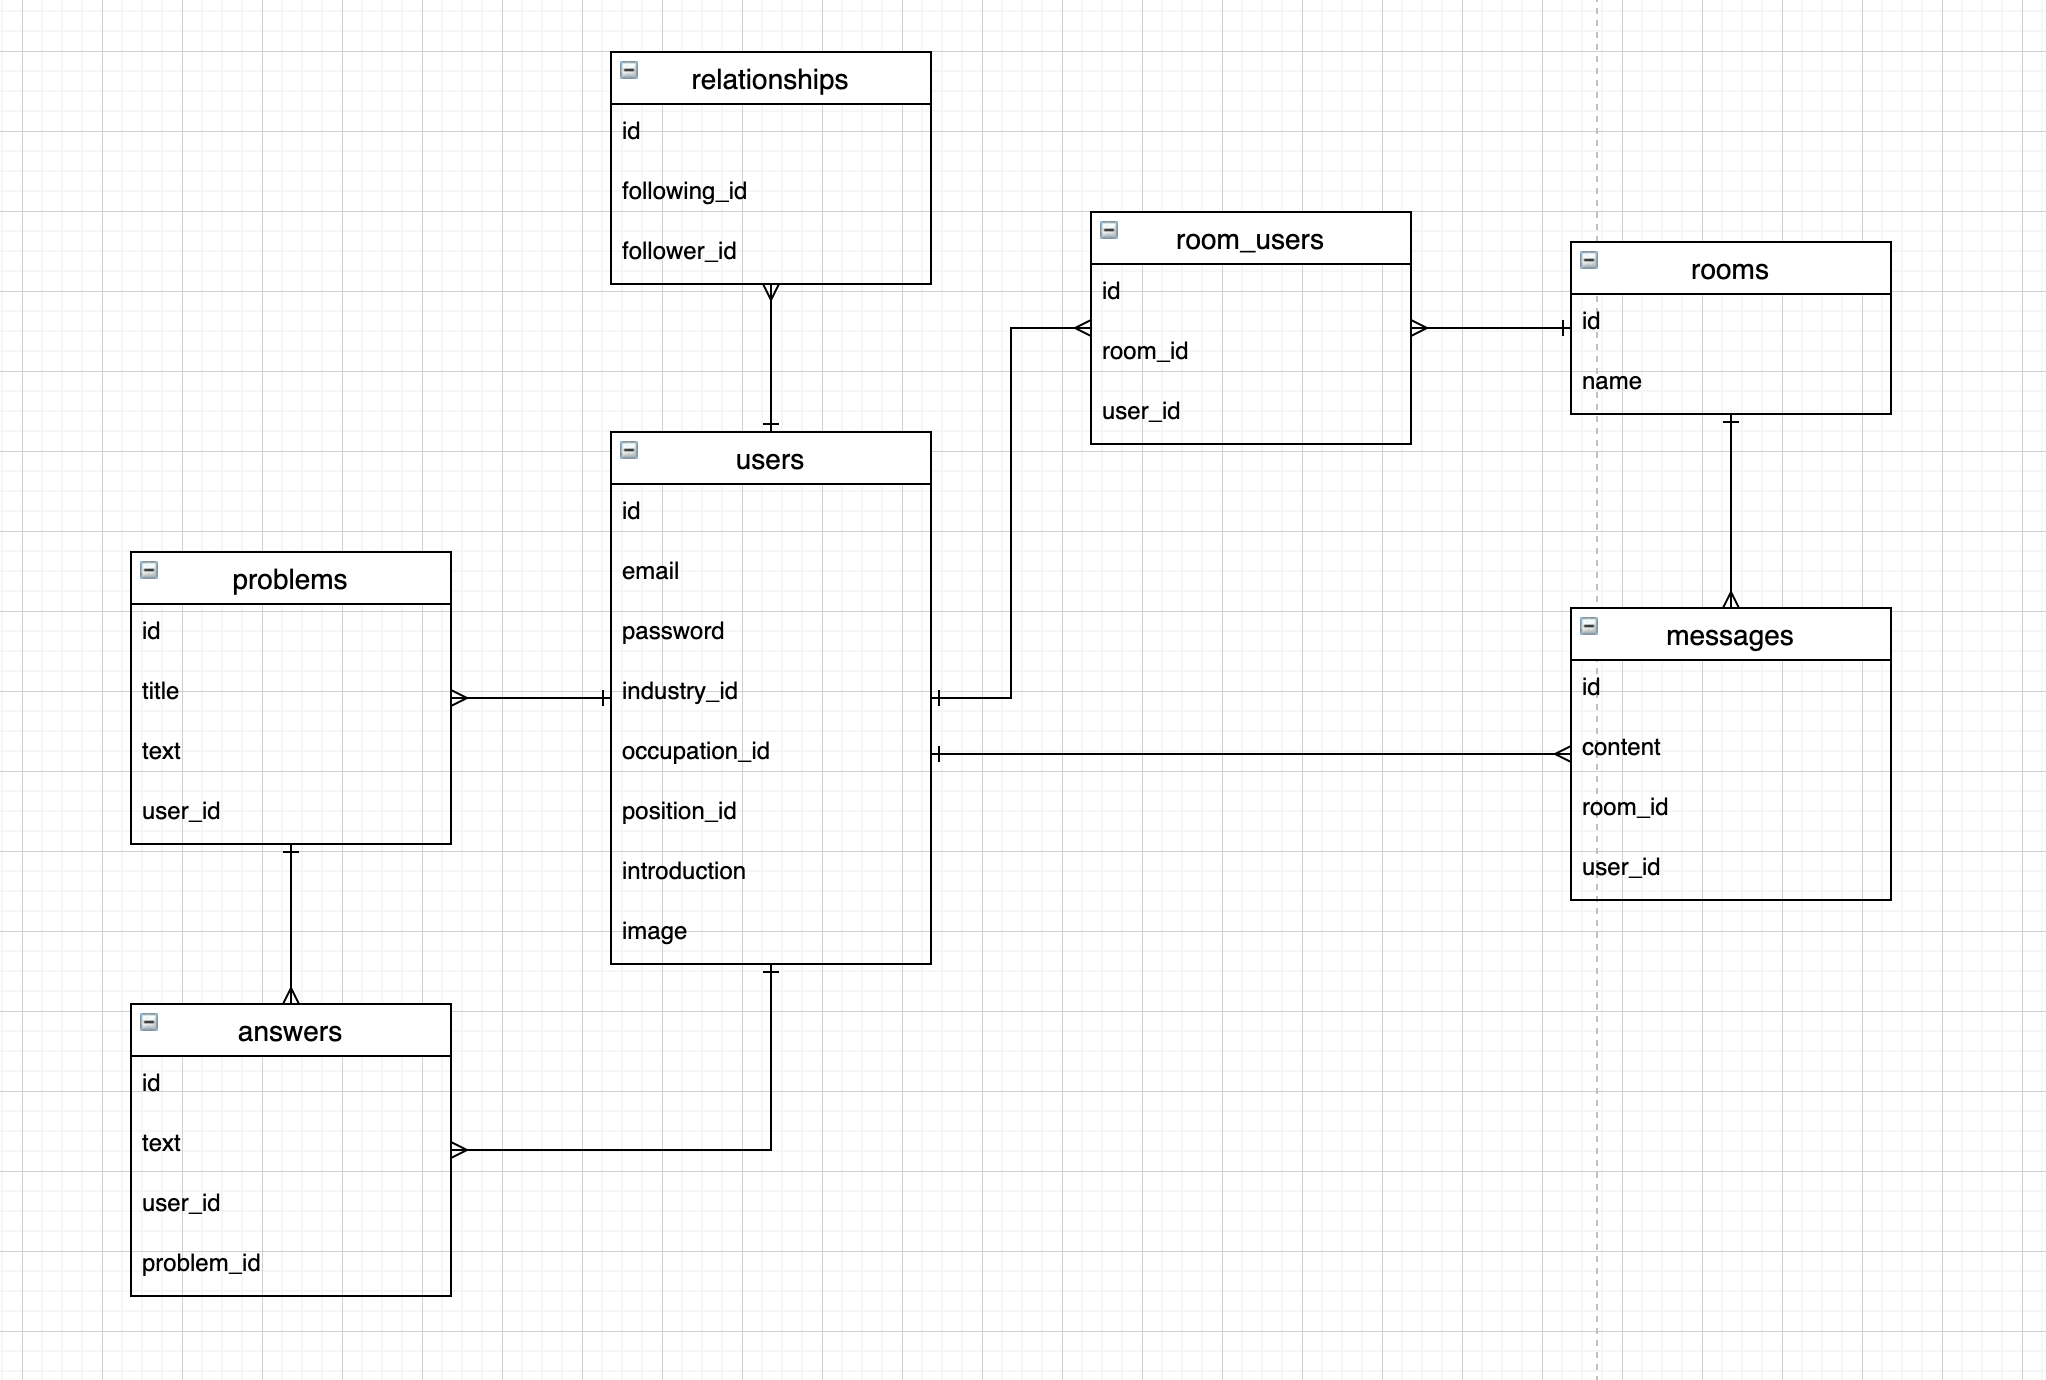 relationships
id
following_id
follower_id
room_users
id
room_id
user_id
rooms
id
name
users
id
email
password
industry_id
occupation_id
position_id
introduction
image
problems
id
title
text
user_id
messages
id
content
room_id
user_id
answers
id
text
user_id
problem_id